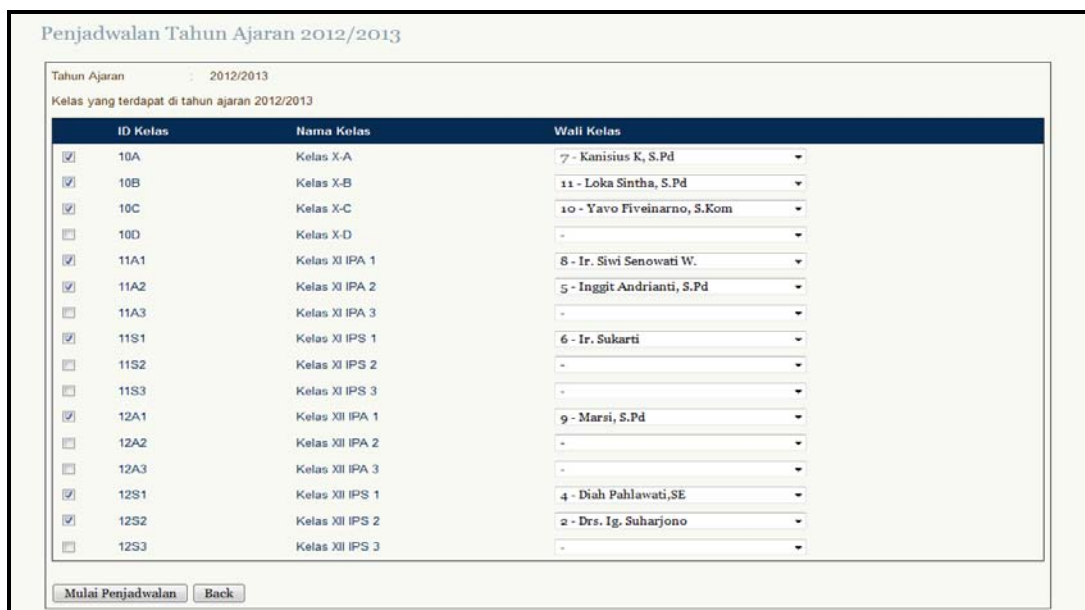 Penjadwalan Tahun Ajaran 2012/2013
Tahun Ajaran : 2012/2013
Kelas yang terdapat di tahun ajaran 2012/2013
ID Kelas Nama Kelas Wali Kelas
10A Kelas X-A 7 - Kanisius K, S.Pd
10B Kelas X-B 11 - Loka Sintha, S.Pd
10C Kelas X-C 10 - Yavo Fiveinarno, S.Kom
10D Kelas X-D -
11A1 Kelas XI IPA 1 8 - Ir. Siwi Senowati W.
11A2 Kelas XI IPA 2 5 - Inggit Andrianti, S.Pd
11A3 Kelas XI IPA 3 -
11S1 Kelas XI IPS 1 6 - Ir. Sukarti
11S2 Kelas XI IPS 2 -
11S3 Kelas XI IPS 3 -
12A1 Kelas XII IPA 1 9 - Marsi, S.Pd
12A2 Kelas XII IPA 2 -
12A3 Kelas XII IPA 3 -
12S1 Kelas XII IPS 1 4 - Diah Pahlawati,SE
12S2 Kelas XII IPS 2 2 - Drs. Ig. Suharjono
12S3 Kelas XII IPS 3 -
Mulai Penjadwalan Back